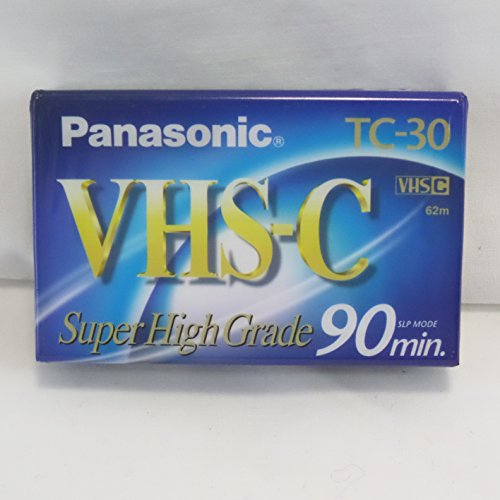 Panasonic® TC-30
VHS-C
VHS C
62m
Super High Grade 90 min.
SLP MODE